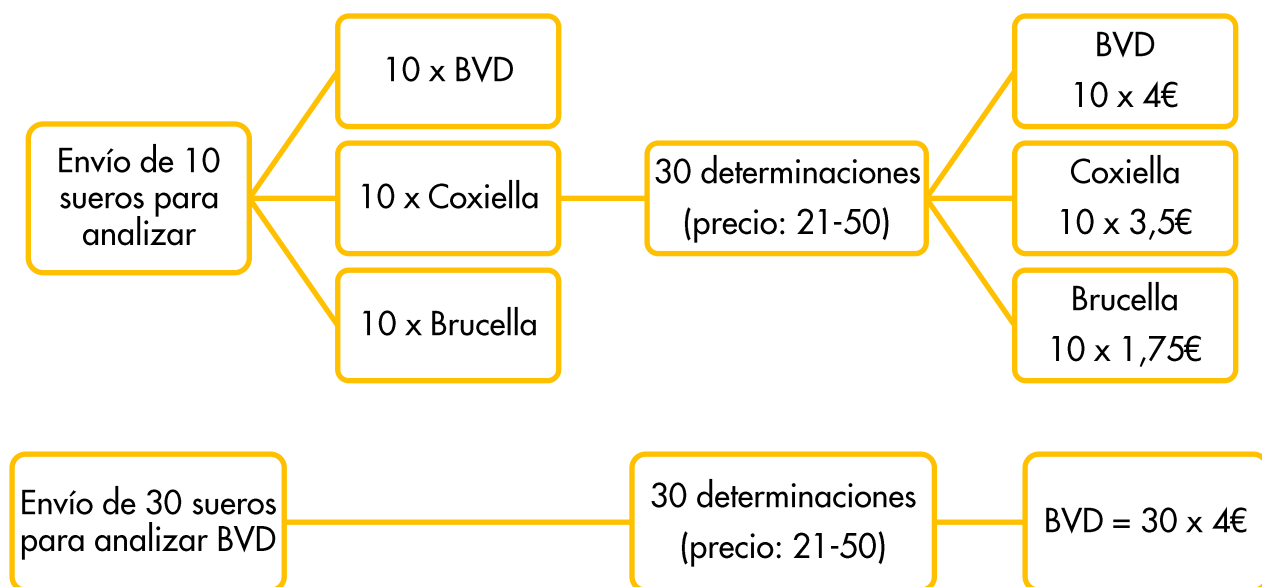 Envío de 10
sueros para
analizar
10 x BVD
10 x Coxiella
10 x Brucella
30 determinaciones
(precio: 21-50)
BVD
10 x 4€
Coxiella
10 x 3,5€
Brucella
10 x 1,75€
Envío de 30 sueros
para analizar BVD
30 determinaciones
(precio: 21-50)
BVD = 30 x 4€